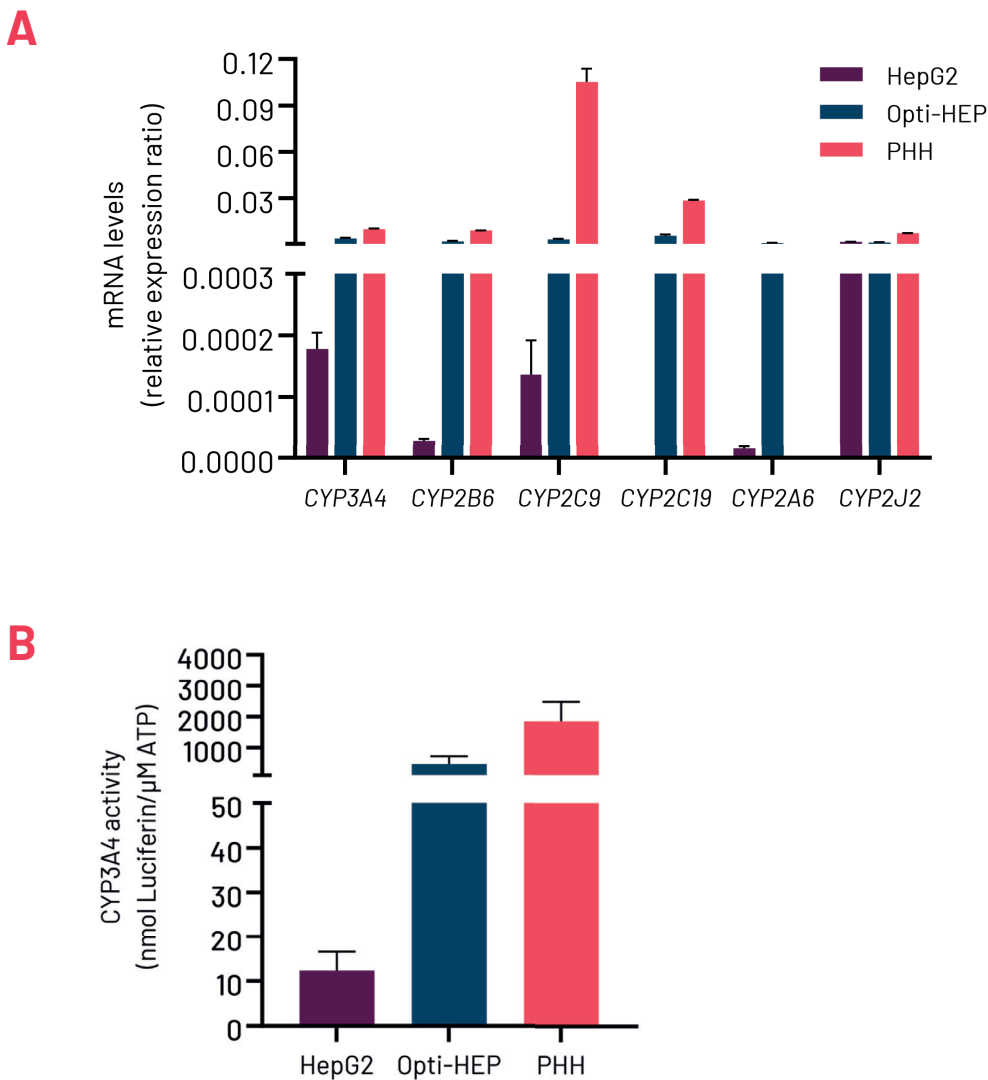 A
mRNA levels
(relative expression ratio)
0.12
0.09
0.06
0.03
0.0003
0.0002
0.0001
0.0000
HepG2
Opti-HEP
PHH
CYP3A4 CYP2B6 CYP2C9 CYP2C19 CYP2A6 CYP2J2
B
CYP3A4 activity
(nmol Luciferin/µM ATP)
4000
3000
2000
1000
50
40
30
20
10
0
HepG2 Opti-HEP PHH